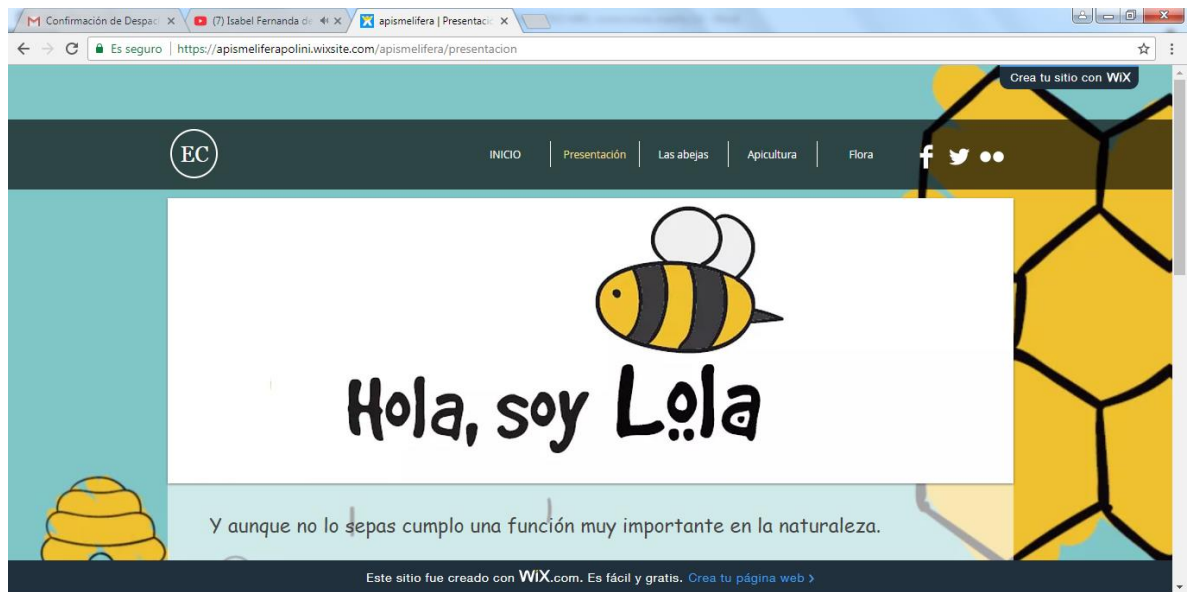 Confirmación de Despac
(7) Isabel Fernanda de
apismelifera | Presentaci
Es seguro | https://apismeliferapolini.wixsite.com/apismelifera/presentacion
Crea tu sitio con WiX
EC
INICIO
Presentación
Las abejas
Apicultura
Flora
Hola, soy Lola
Y aunque no lo sepas cumplo una función muy importante en la naturaleza.
Este sitio fue creado con WiX.com. Es fácil y gratis. Crea tu página web >